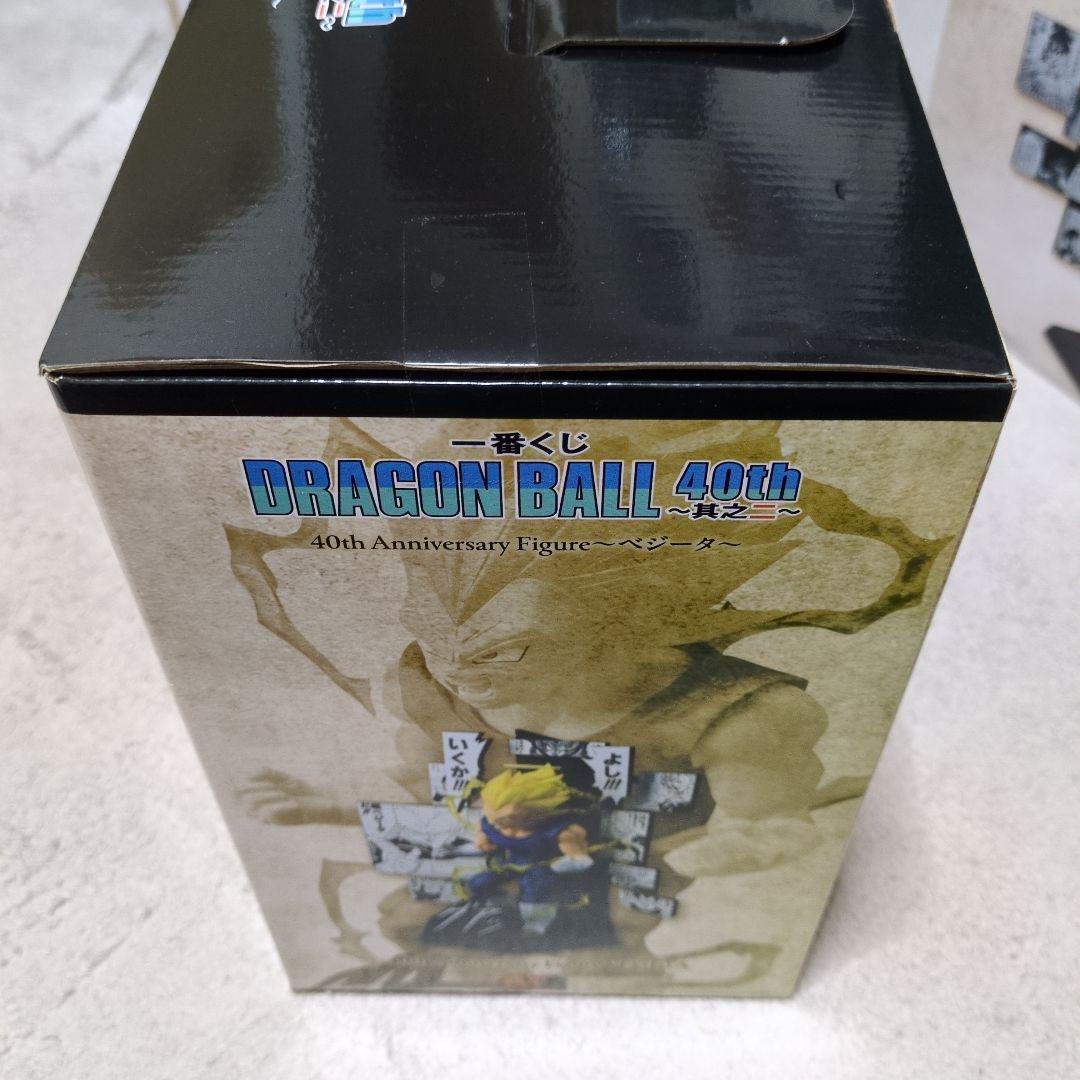 一番くじ
DRAGON BALL 40th
～其之二～
40th Anniversary Figure～ベジータ～
いくか!!!
よし!!!